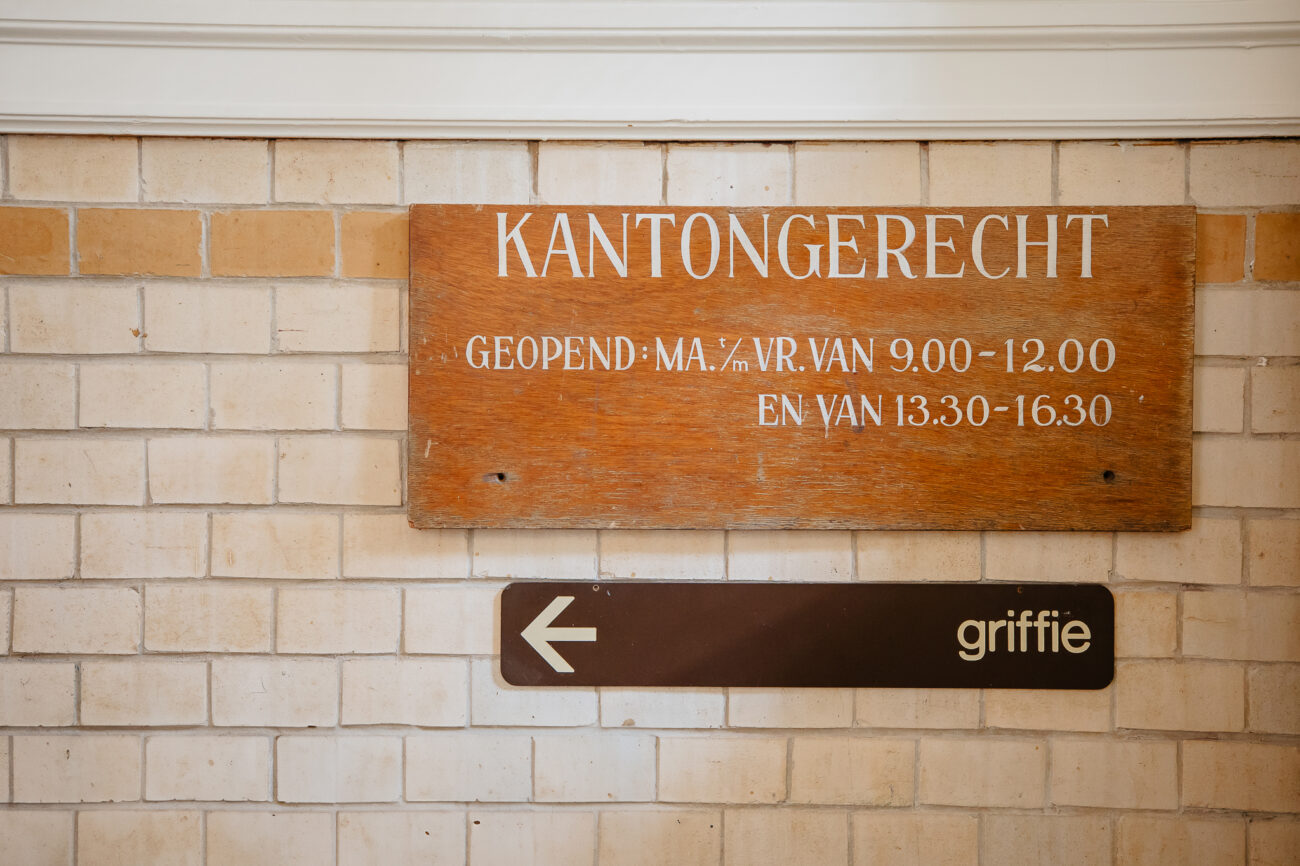 KANTONGERECHT
GEOPEND: MA. t/m VR. VAN 9.00-12.00
EN VAN 13.30-16.30
griffie